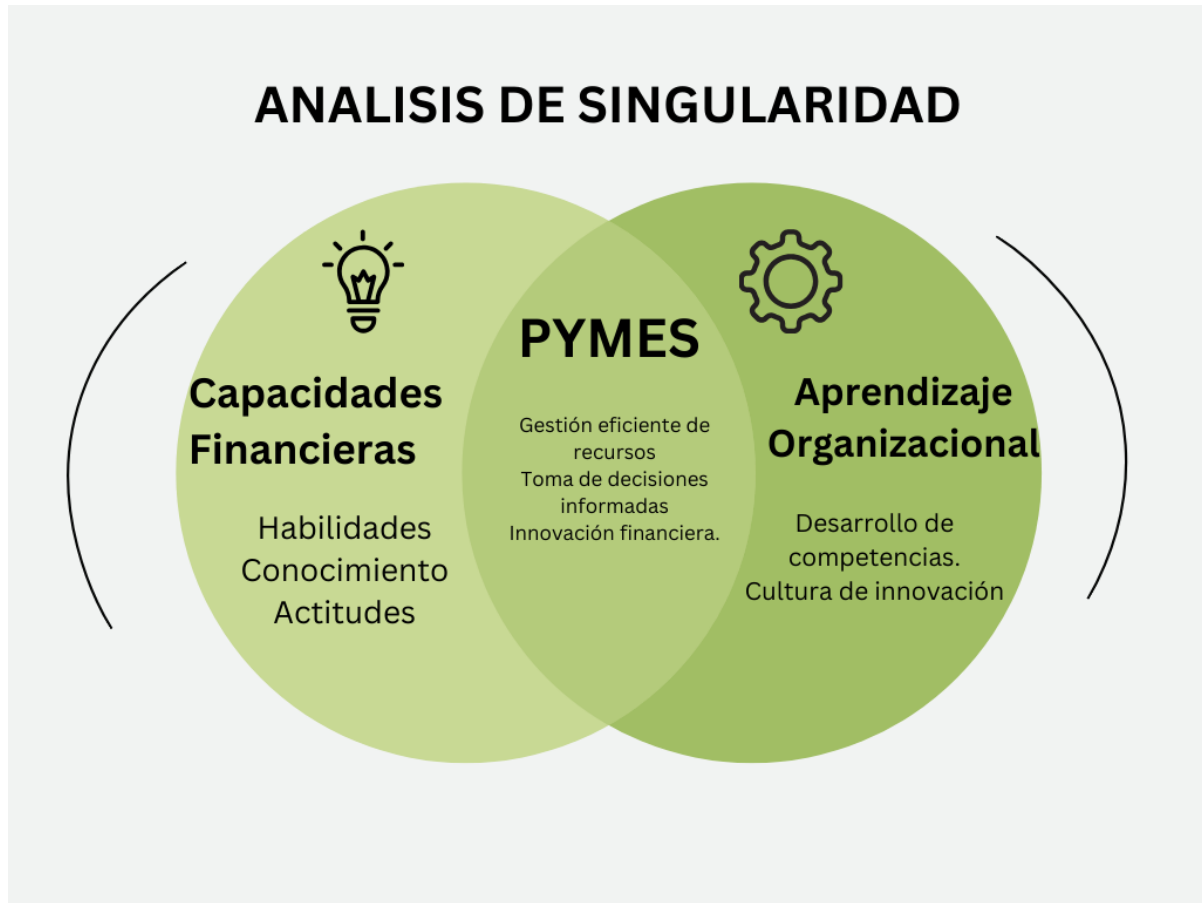 ANALISIS DE SINGULARIDAD
Capacidades
Financieras
Habilidades
Conocimiento
Actitudes
PYMES
Gestión eficiente de
recursos
Toma de decisiones
informadas
Innovación financiera.
Aprendizaje
Organizacional
Desarrollo de
competencias.
Cultura de innovación